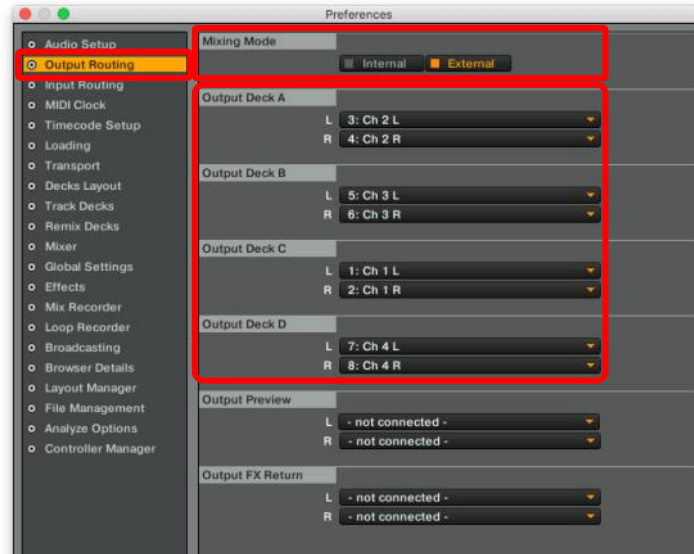 Preferences
Audio Setup
Output Routing
Input Routing
MIDI Clock
Timecode Setup
Loading
Transport
Decks Layout
Track Decks
Remix Decks
Mixer
Global Settings
Effects
Mix Recorder
Loop Recorder
Broadcasting
Browser Details
Layout Manager
File Management
Analyze Options
Controller Manager
Mixing Mode
Internal External
Output Deck A
L 3: Ch 2 L
R 4: Ch 2 R
Output Deck B
L 5: Ch 3 L
R 6: Ch 3 R
Output Deck C
L 1: Ch 1 L
R 2: Ch 1 R
Output Deck D
L 7: Ch 4 L
R 8: Ch 4 R
Output Preview
L - not connected -
R - not connected -
Output FX Return
L - not connected -
R - not connected -